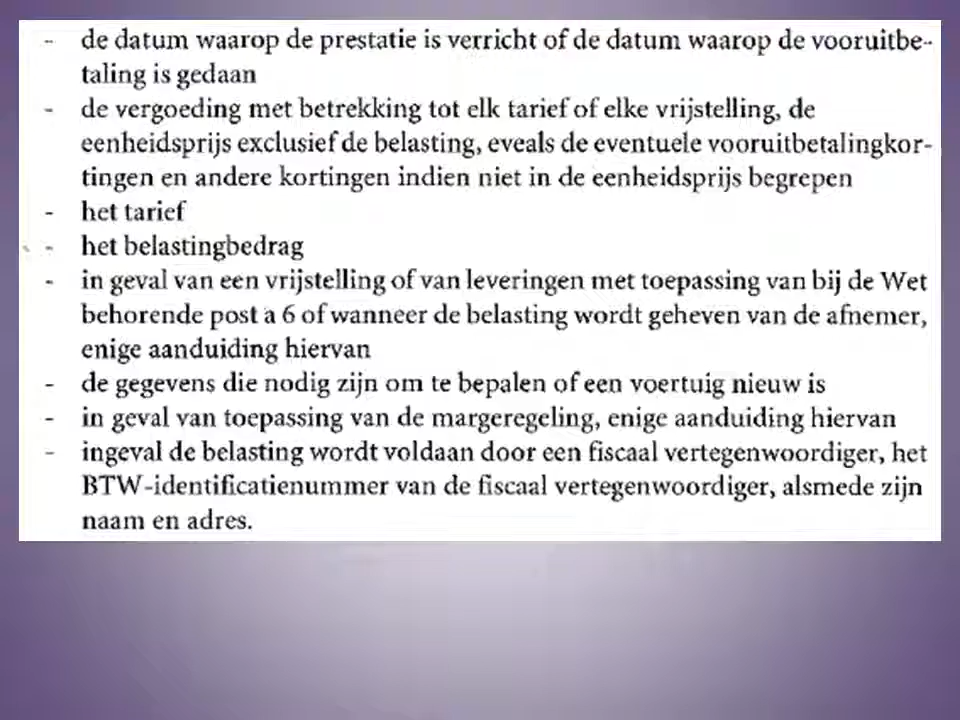 - de datum waarop de prestatie is verricht of de datum waarop de vooruitbe-
taling is gedaan
- de vergoeding met betrekking tot elk tarief of elke vrijstelling, de
eenheidsprijs exclusief de belasting, eveals de eventuele vooruitbetalingkor-
tingen en andere kortingen indien niet in de eenheidsprijs begrepen
- het tarief
- het belastingbedrag
- in geval van een vrijstelling of van leveringen met toepassing van bij de Wet
behorende post a 6 of wanneer de belasting wordt geheven van de afnemer,
enige aanduiding hiervan
- de gegevens die nodig zijn om te bepalen of een voertuig nieuw is
- in geval van toepassing van de margeregeling, enige aanduiding hiervan
- ingeval de belasting wordt voldaan door een fiscaal vertegenwoordiger, het
BTW-identificatienummer van de fiscaal vertegenwoordiger, alsmede zijn
naam en adres.